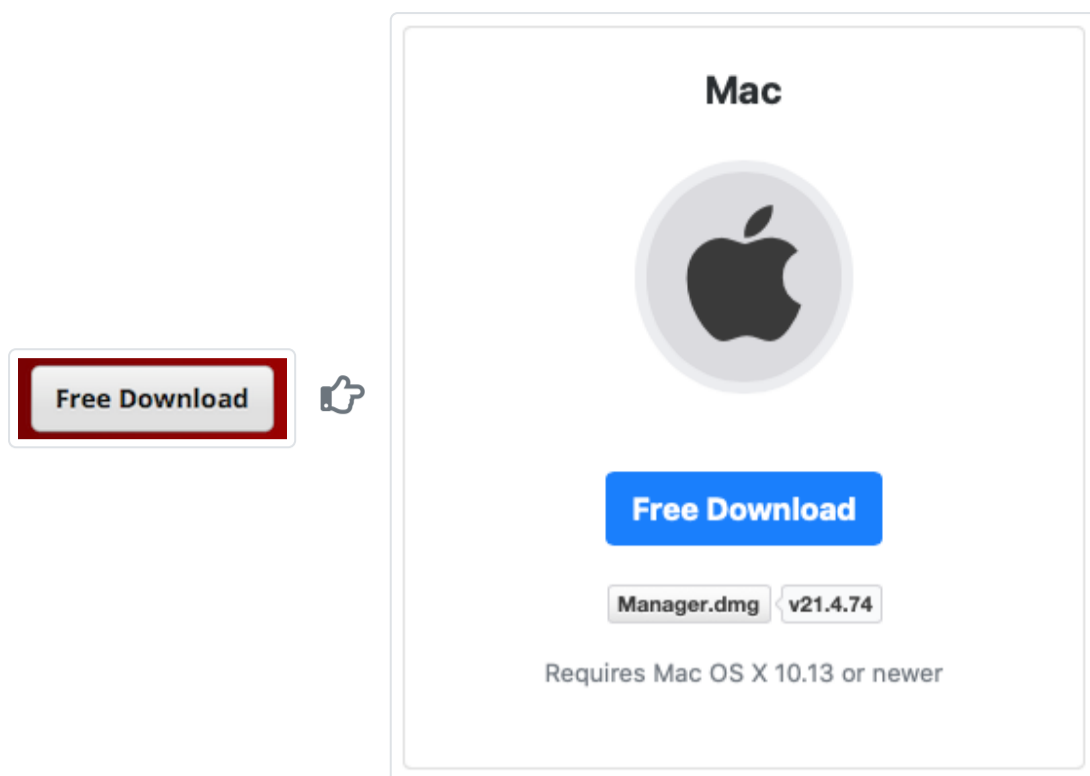 Mac
Free Download
Free Download
Manager.dmg v21.4.74
Requires Mac OS X 10.13 or newer